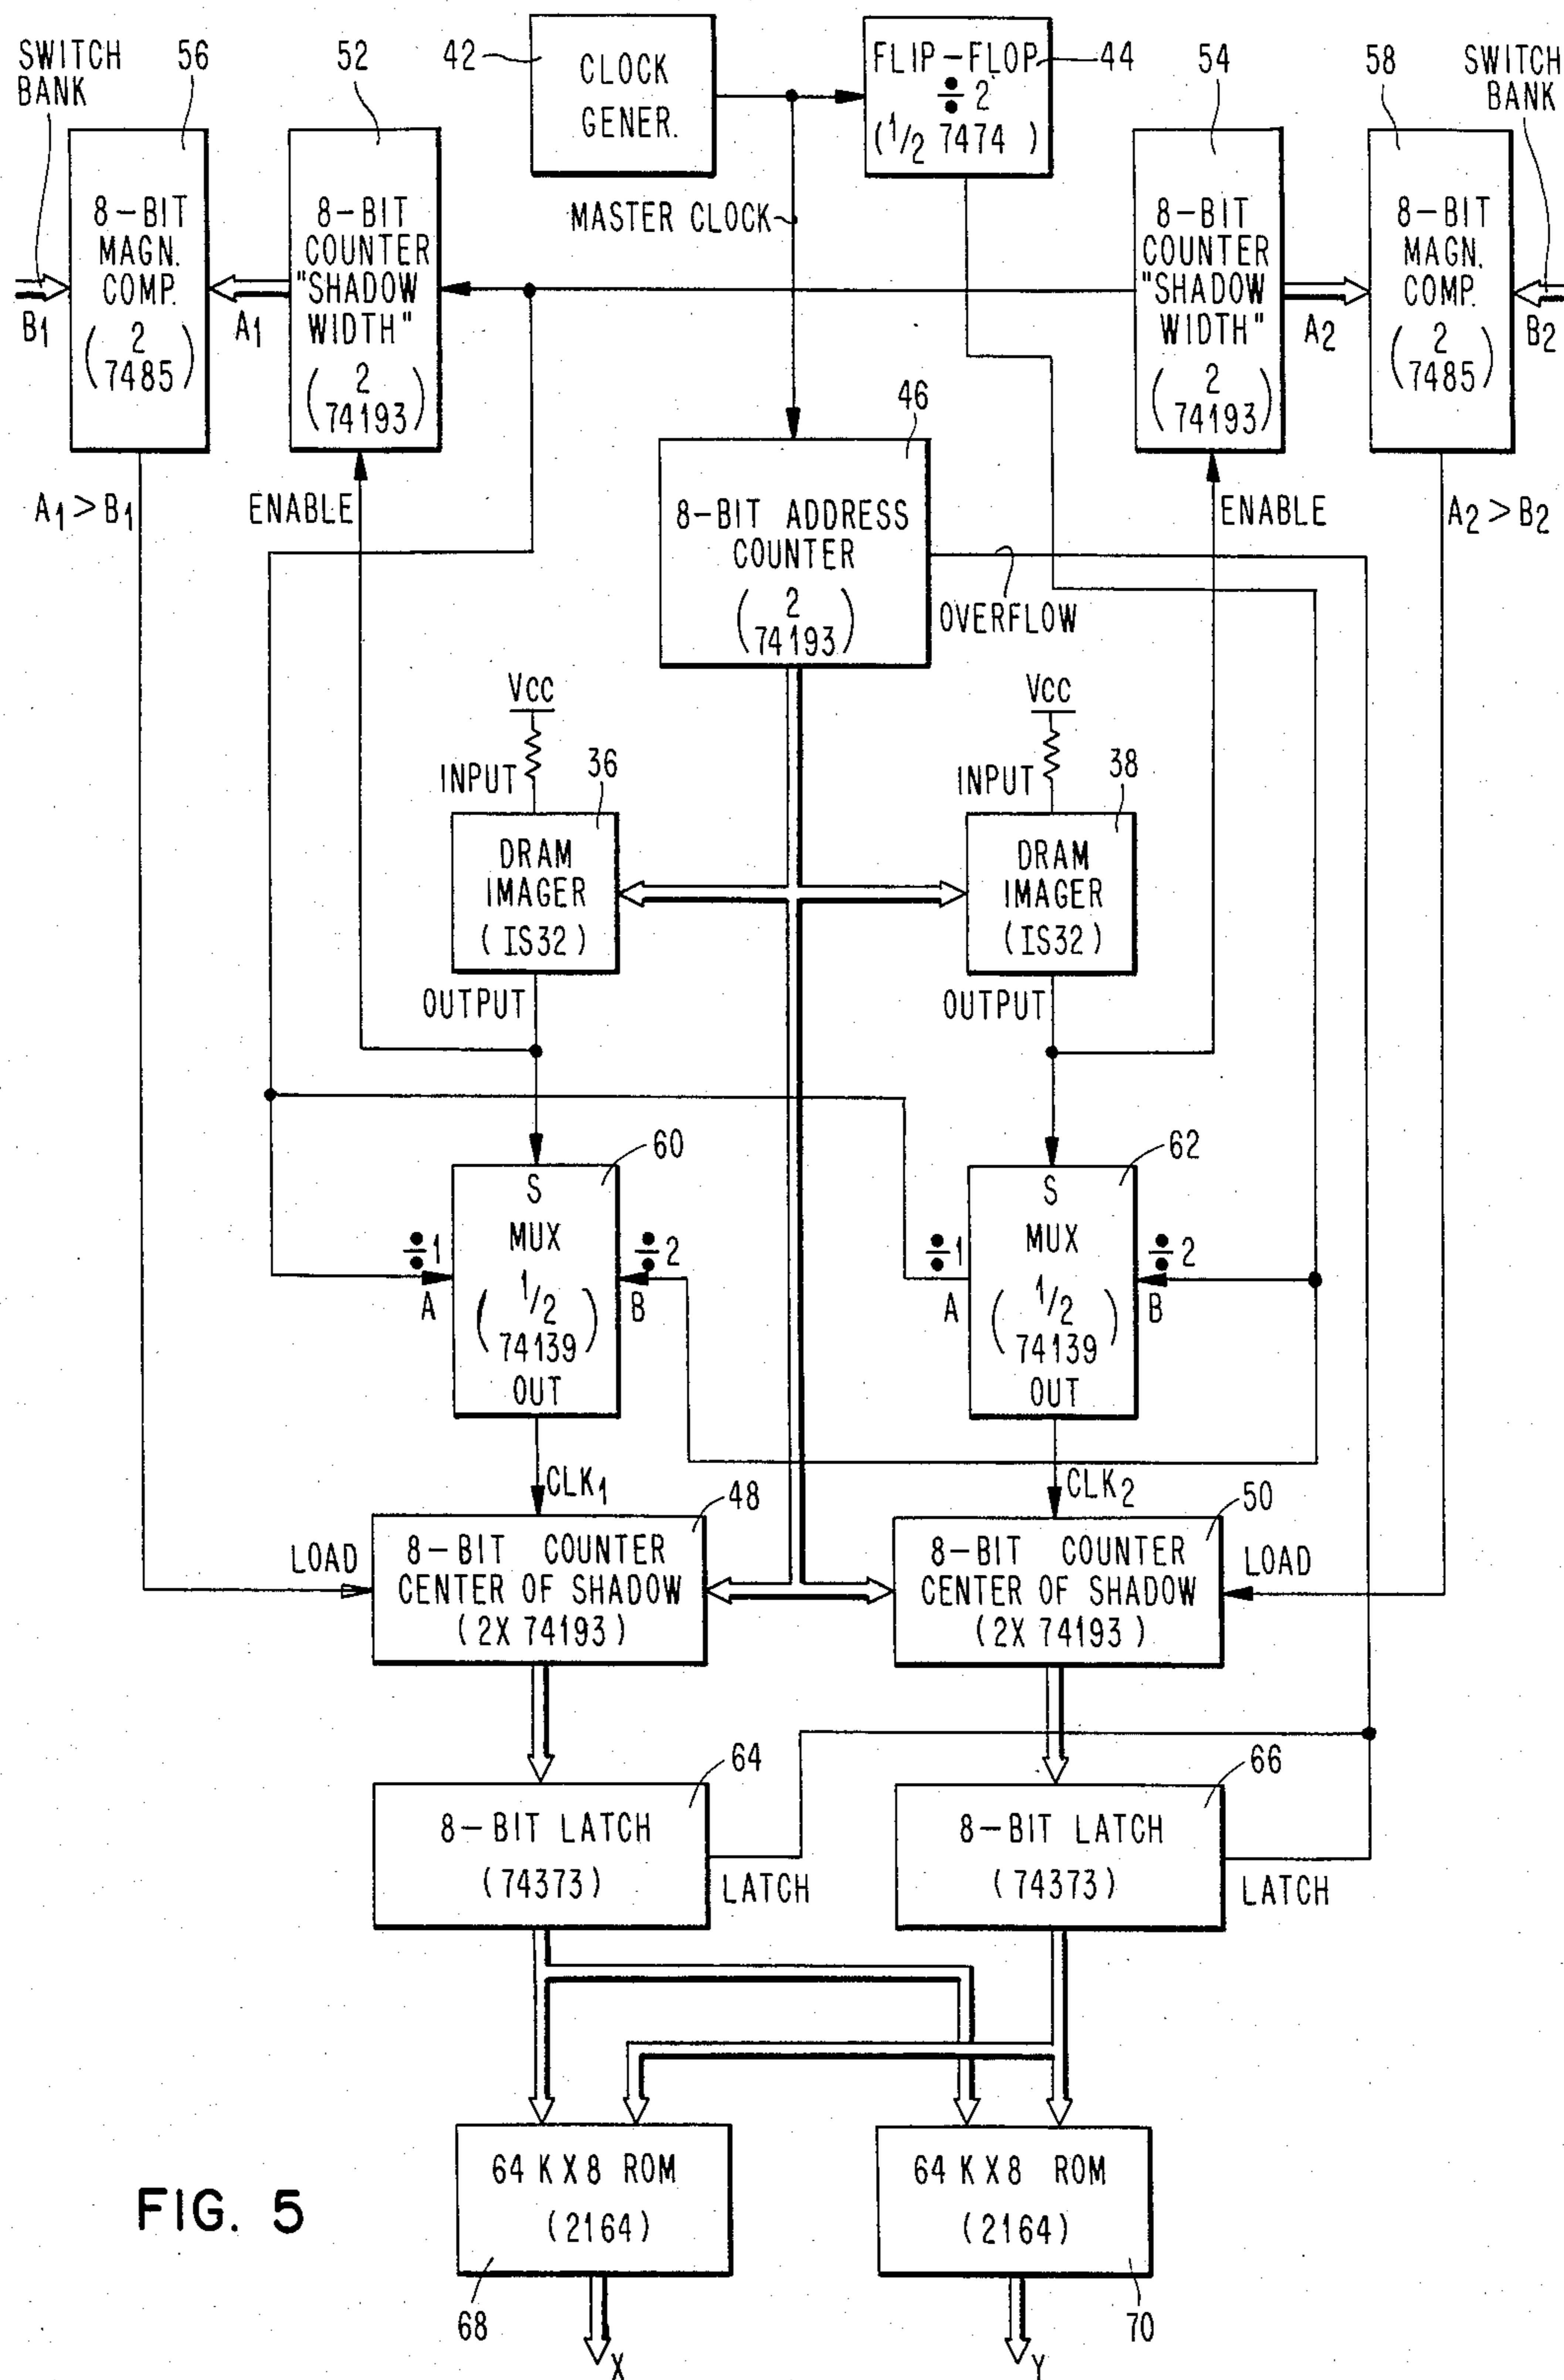 SWITCH
BANK
56
52
42
CLOCK
GENER.
FLIP-FLOP
÷2
(1/2 7474)
44
54
58
SWITCH
BANK
MASTER CLOCK
8-BIT
MAGN.
COMP.
(2
7485)
B1
A1
8-BIT
COUNTER
"SHADOW
WIDTH"
(2
74193)
8-BIT
COUNTER
"SHADOW
WIDTH"
(2
74193)
A2
8-BIT
MAGN.
COMP.
(2
7485)
B2
A1 > B1
ENABLE
46
8-BIT ADDRESS
COUNTER
(2
74193)
OVERFLOW
ENABLE
A2 > B2
VCC
INPUT
36
DRAM
IMAGER
(IS32)
OUTPUT
VCC
INPUT
38
DRAM
IMAGER
(IS32)
OUTPUT
60
S
MUX
(1/2
74139)
OUT
÷1
A
÷2
B
62
S
MUX
(1/2
74139)
OUT
÷1
A
÷2
B
CLK1
CLK2
LOAD
48
8-BIT COUNTER
CENTER OF SHADOW
(2X 74193)
50
8-BIT COUNTER
CENTER OF SHADOW
(2X 74193)
LOAD
64
8-BIT LATCH
(74373)
LATCH
66
8-BIT LATCH
(74373)
LATCH
64 K X 8 ROM
(2164)
68
X
64 K X 8 ROM
(2164)
70
Y
FIG. 5